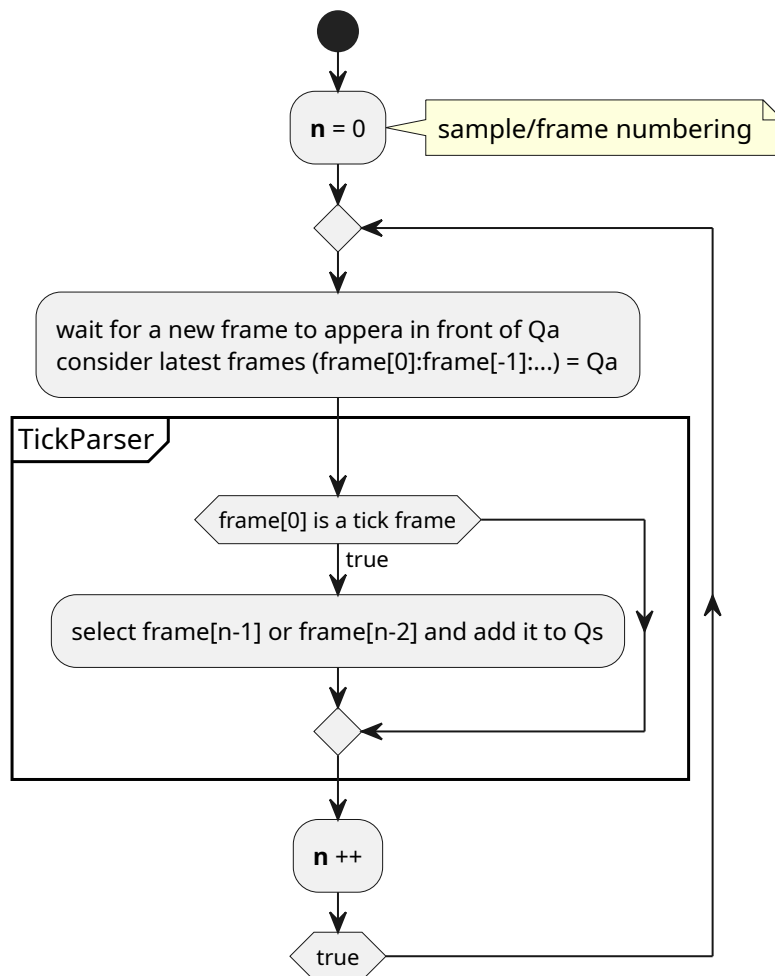 n = 0
sample/frame numbering
wait for a new frame to appera in front of Qa
consider latest frames (frame[0]:frame[-1]:...) = Qa
TickParser
frame[0] is a tick frame
true
select frame[n-1] or frame[n-2] and add it to Qs
n ++
true